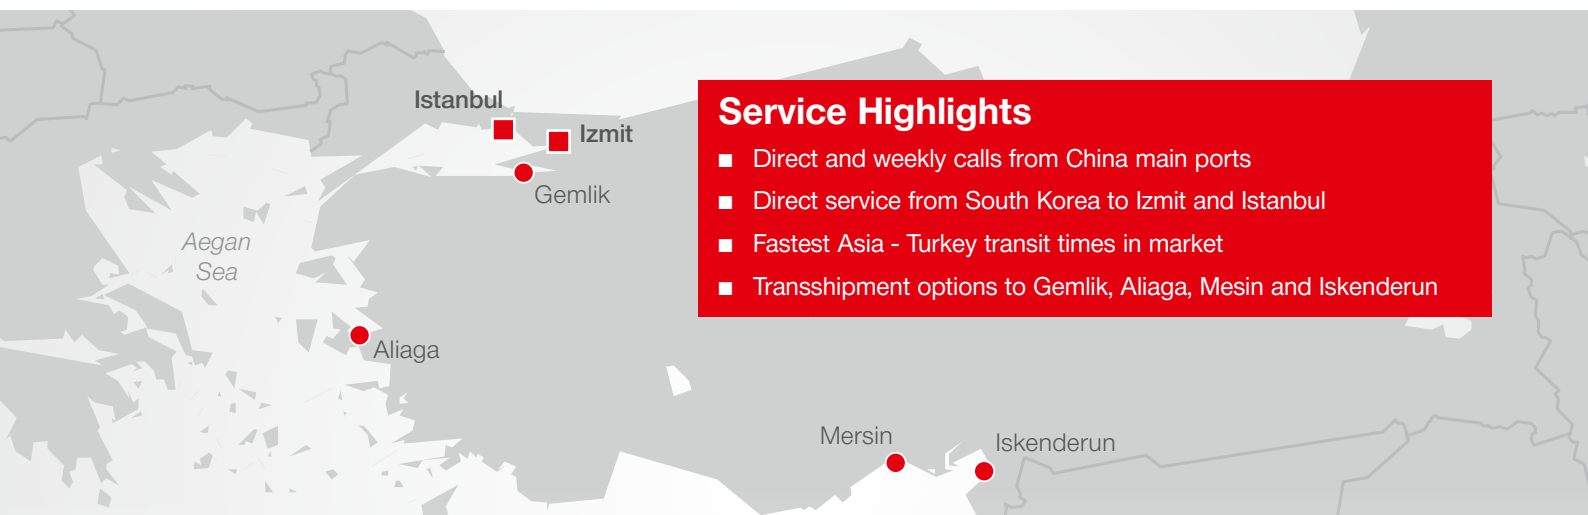 Istanbul
Izmit
Gemlik
Aegan
Sea
Aliaga
Mersin
Iskenderun
Service Highlights
■ Direct and weekly calls from China main ports
■ Direct service from South Korea to Izmit and Istanbul
■ Fastest Asia - Turkey transit times in market
■ Transshipment options to Gemlik, Aliaga, Mesin and Iskenderun